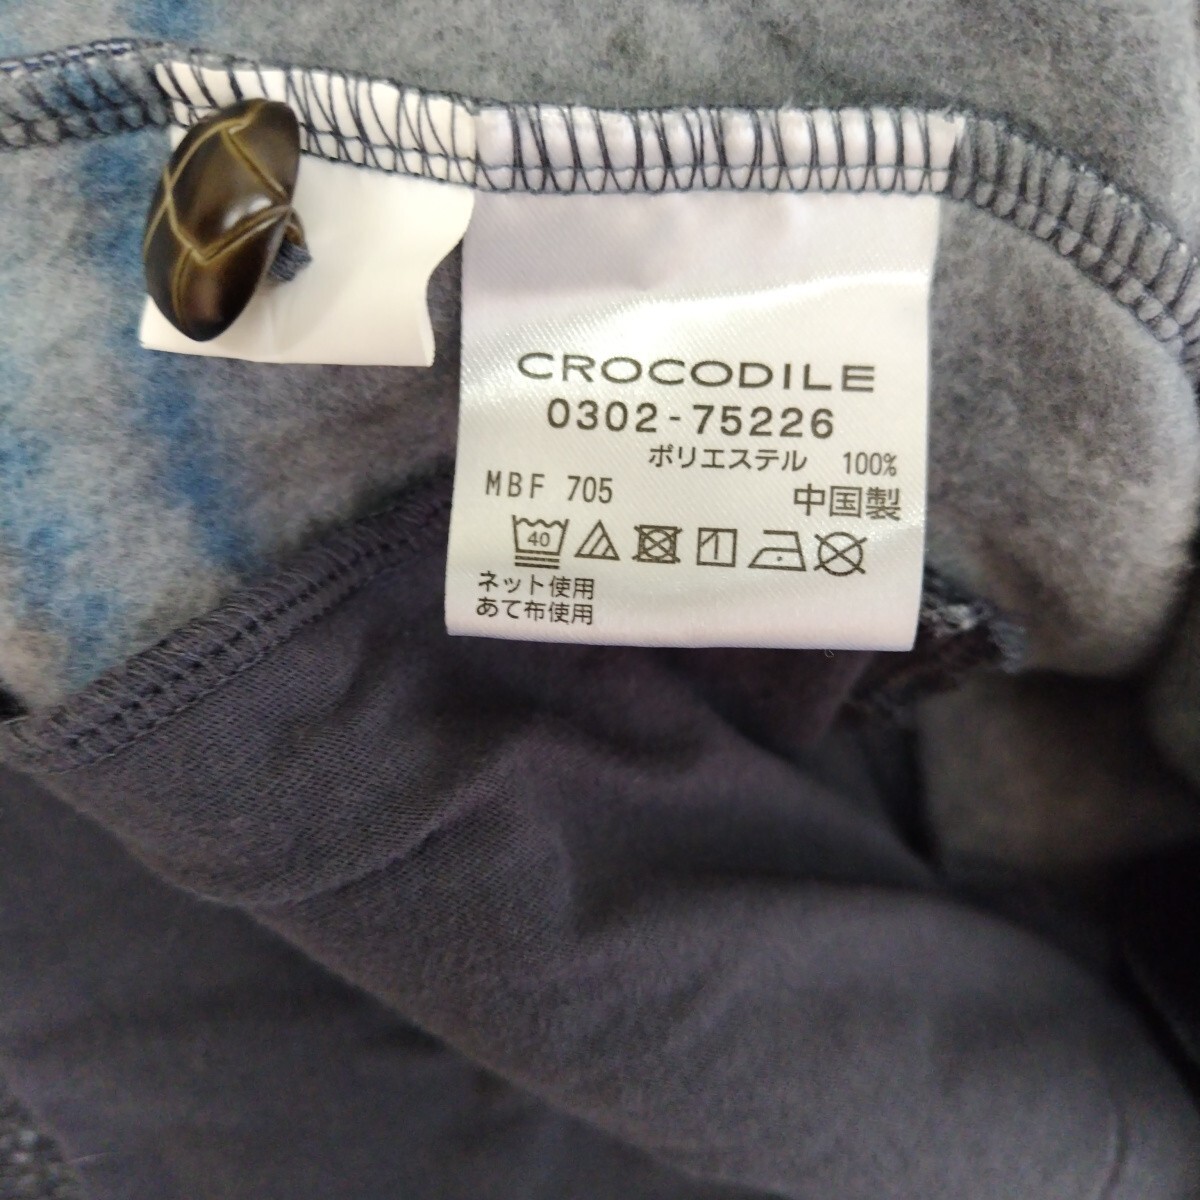 CROCODILE
0302-75226
ポリエステル 100%
MBF 705 中国製
40
ネット使用
あて布使用